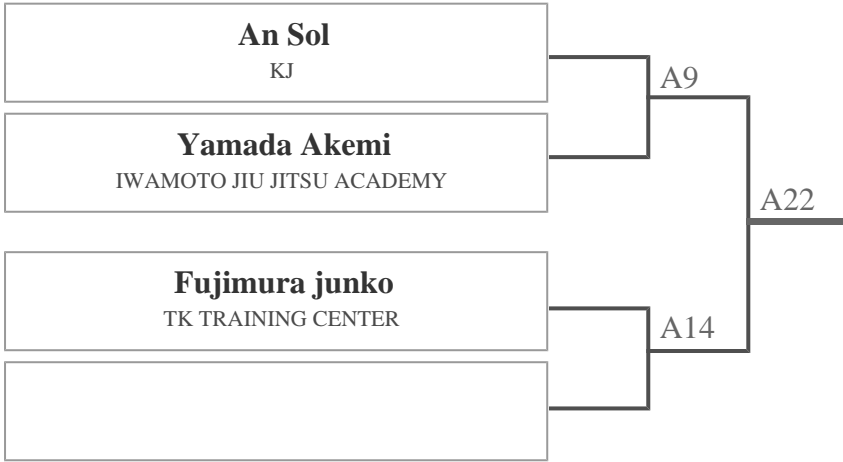 An Sol
KJ
A9
Yamada Akemi
IWAMOTO JIU JITSU ACADEMY
A22
Fujimura junko
TK TRAINING CENTER
A14